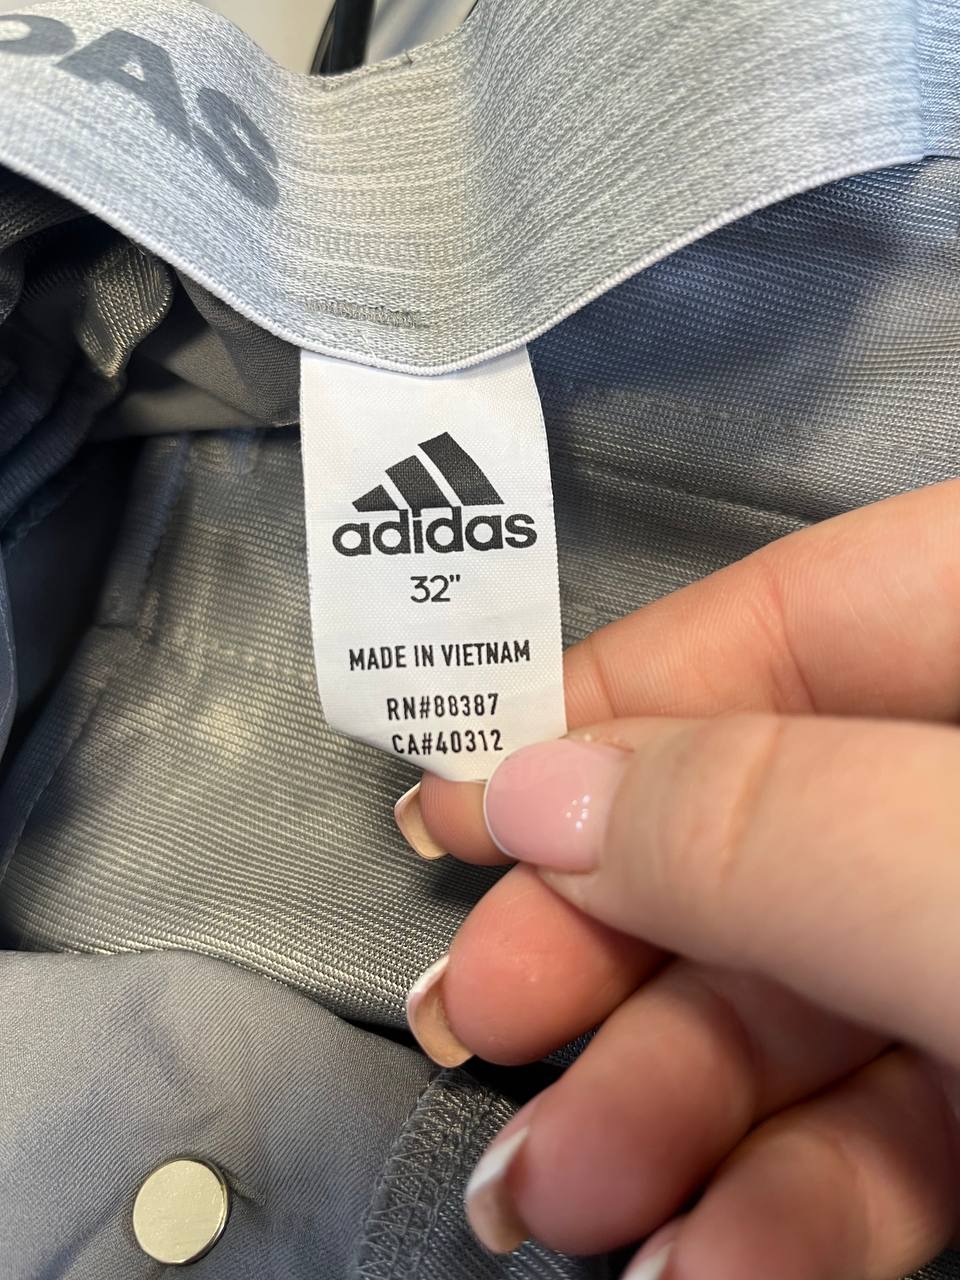 adidas
32"
MADE IN VIETNAM
RN#88387
CA#40312